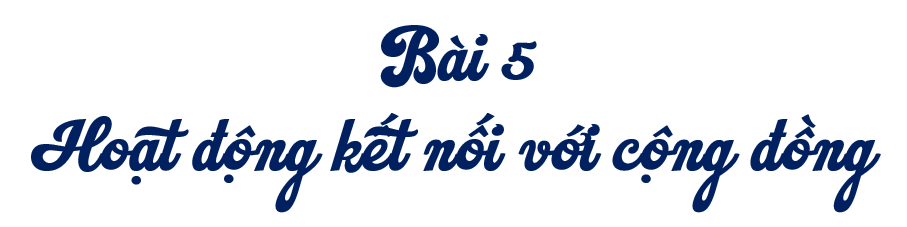 Bài 5
Hoạt động kết nối với cộng đồng